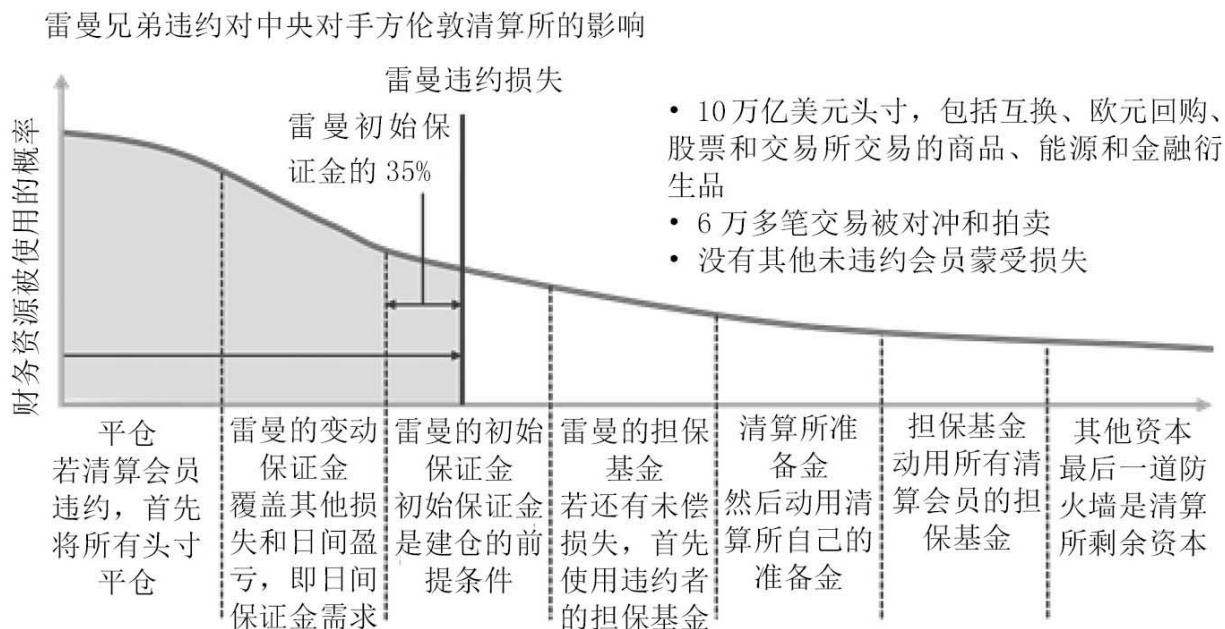 雷曼兄弟违约对中央对手方伦敦清算所的影响
雷曼违约损失
雷曼初始保
证金的 35%
• 10万亿美元头寸，包括互换、欧元回购、
股票和交易所交易的商品、能源和金融衍
生品
• 6 万多笔交易被对冲和拍卖
• 没有其他未违约会员蒙受损失
财务资源被使用的概率
平仓
若清算会员
违约，首先
将所有头寸
平仓
雷曼的变动
保证金
覆盖其他损
失和日间盈
亏，即日间
保证金需求
雷曼的初始
保证金
初始保证金
是建仓的前
提条件
雷曼的担保
基金
若还有未偿
损失，首先
使用违约者
的担保基金
清算所准
备金
然后动用清
算所自己的
准备金
担保基金
动用所有清
算会员的担
保基金
其他资本
最后一道防
火墙是清算
所剩余资本